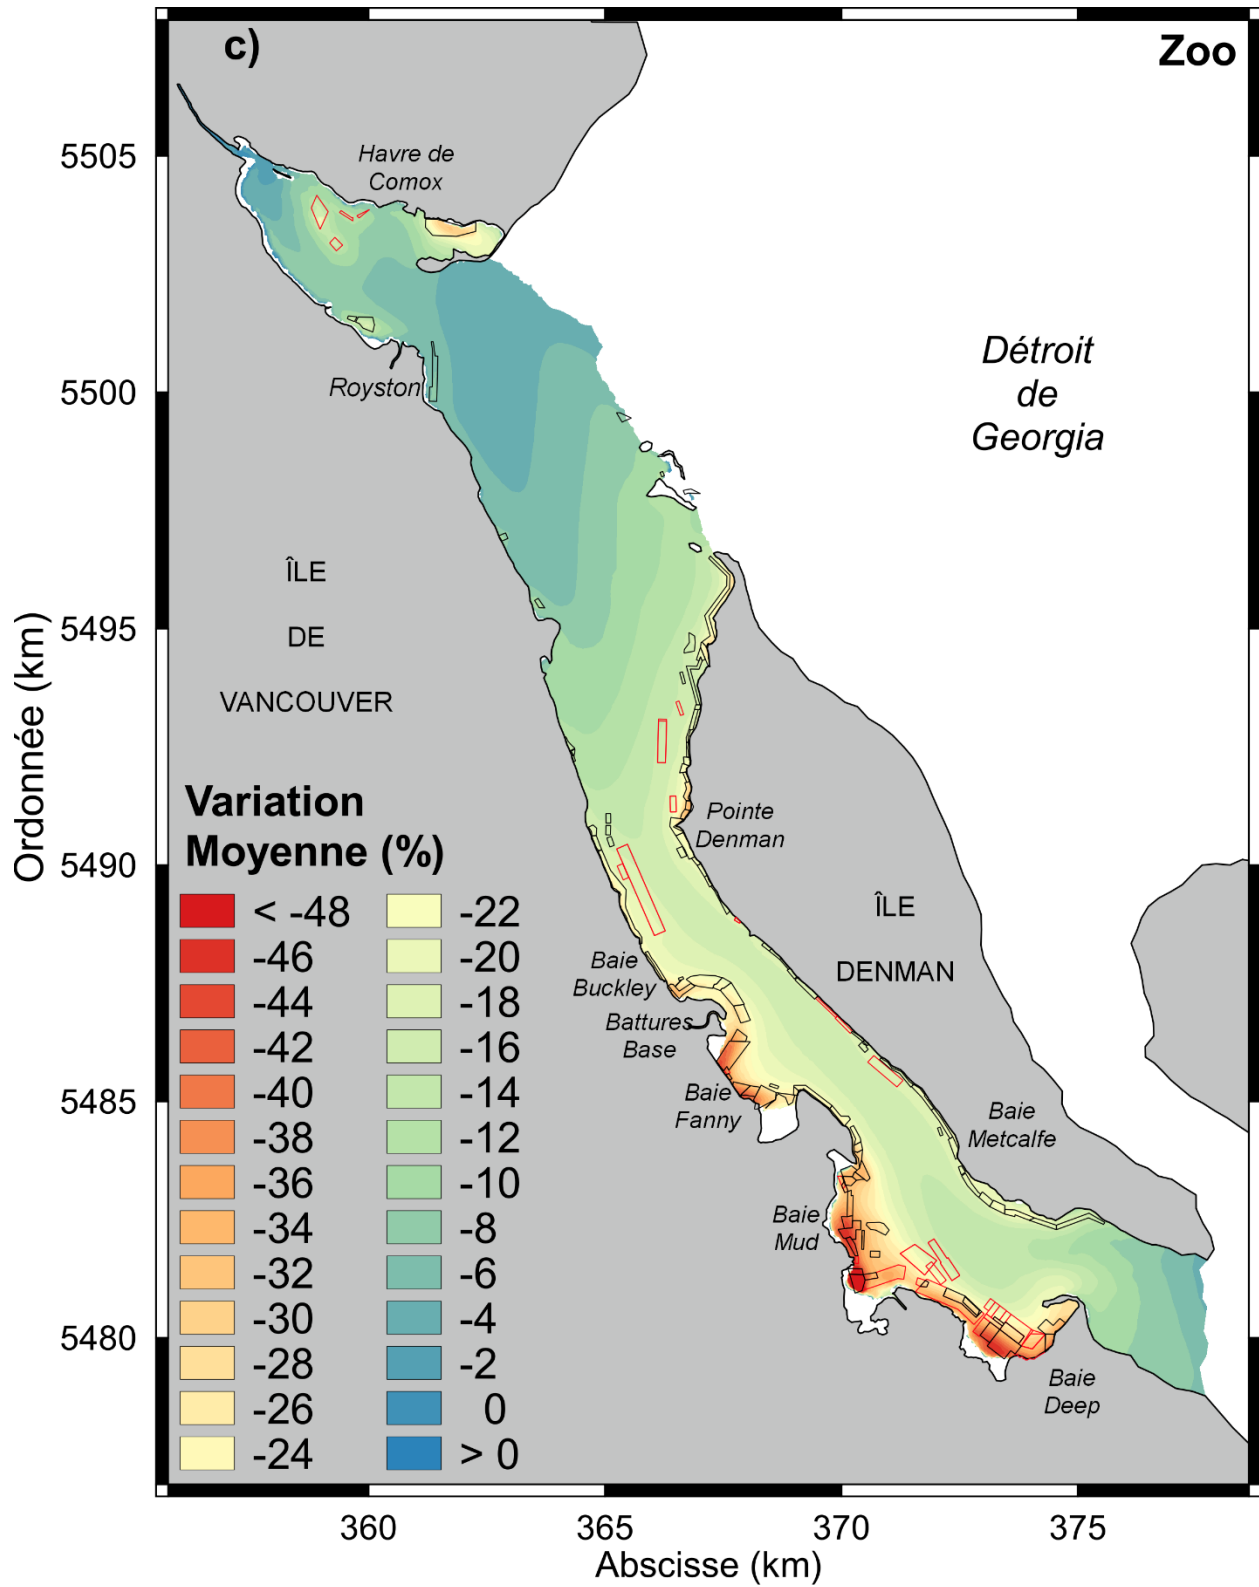 c)
Zoo
5505
Havre de
Comox
Détroit
de
Georgia
5500
Royston
ÎLE
DE
VANCOUVER
5495
Ordonnée (km)
Variation
Moyenne (%)
Pointe
Denman
5490
< -48
-22
ÎLE
-46
-20
Baie
Buckley
DENMAN
-44
-18
Battures
Base
-42
-16
-40
-14
Baie
Fanny
5485
Baie
Metcalfe
-38
-12
-36
-10
-34
-8
Baie
Mud
-32
-6
-30
-4
5480
-28
-2
Baie
Deep
-26
0
-24
> 0
360
365
370
375
Abscisse (km)